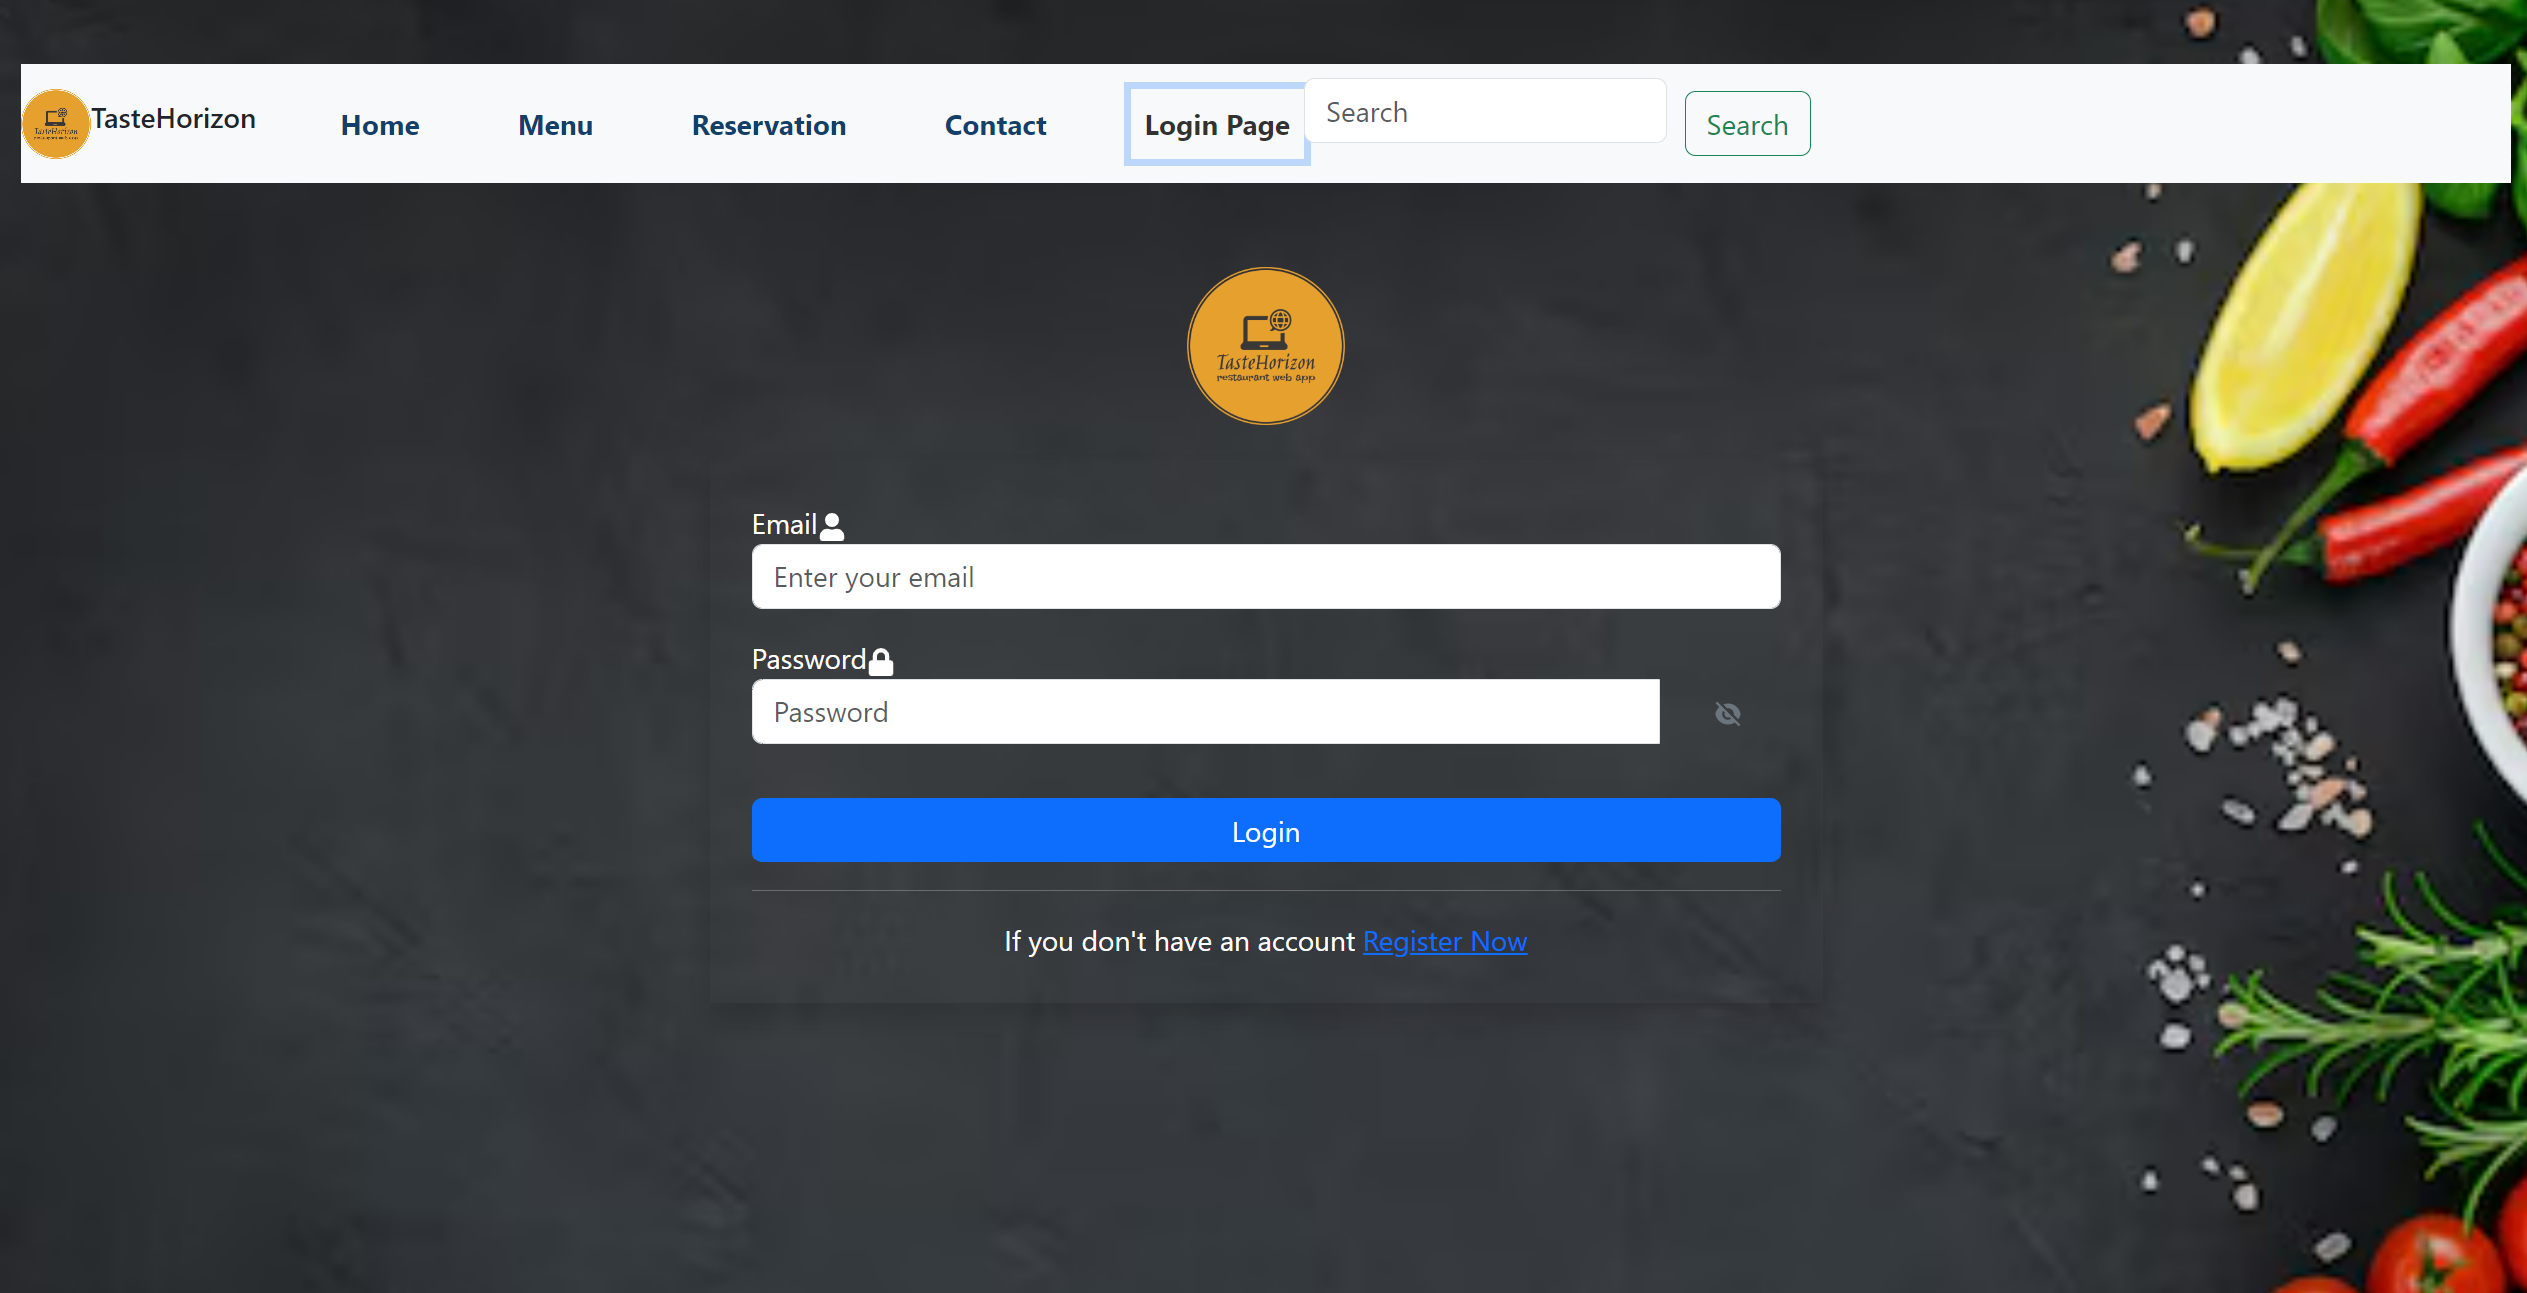 TasteHorizon Home Menu Reservation Contact Login Page Search Search
TasteHorizon
restaurant web app
Email
Enter your email
Password
Password
Login
If you don't have an account Register Now